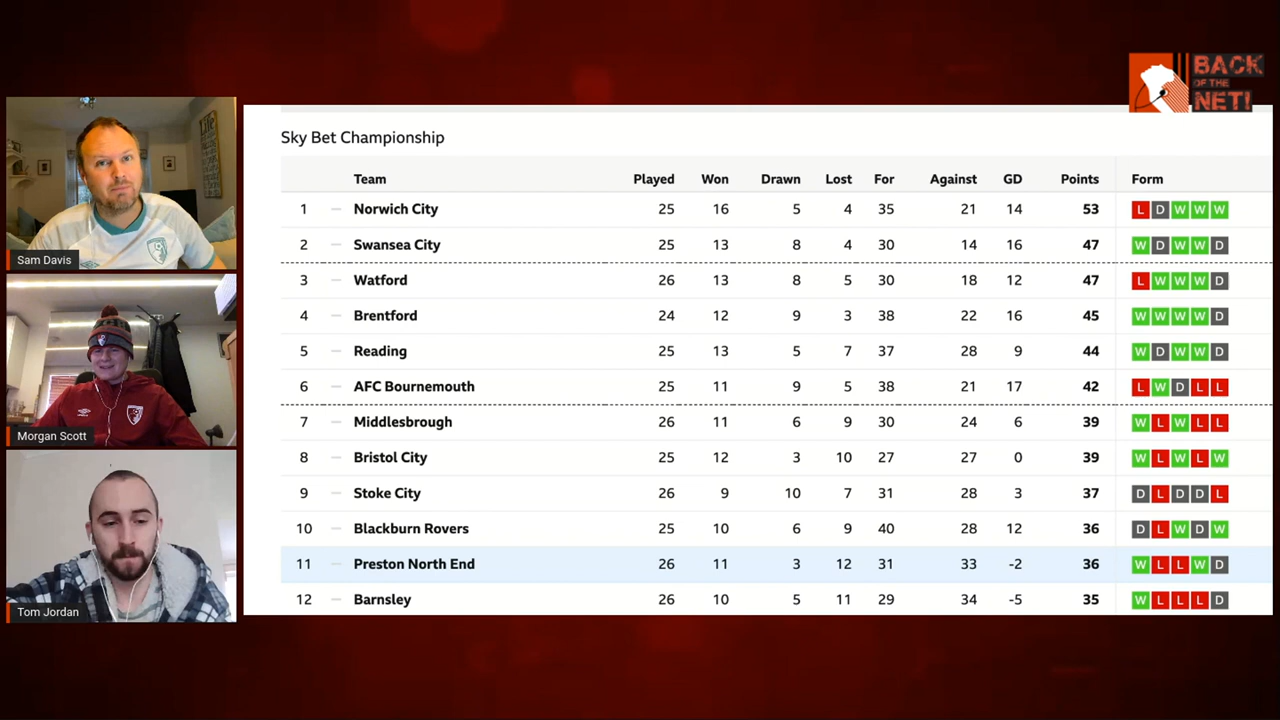 BACK
OF THE
NET!
Sky Bet Championship
Team Played Won Drawn Lost For Against GD Points Form
1 Norwich City 25 16 5 4 35 21 14 53 L D W W W
2 Swansea City 25 13 8 4 30 14 16 47 W D W W D
3 Watford 26 13 8 5 30 18 12 47 L W W W D
4 Brentford 24 12 9 3 38 22 16 45 W W W W D
5 Reading 25 13 5 7 37 28 9 44 W D W W D
6 AFC Bournemouth 25 11 9 5 38 21 17 42 L W D L L
7 Middlesbrough 26 11 6 9 30 24 6 39 W L W L L
8 Bristol City 25 12 3 10 27 27 0 39 W L W L W
9 Stoke City 26 9 10 7 31 28 3 37 D L D D L
10 Blackburn Rovers 25 10 6 9 40 28 12 36 D L W D W
11 Preston North End 26 11 3 12 31 33 -2 36 W L L W D
12 Barnsley 26 10 5 11 29 34 -5 35 W L L L D
Life
Sam Davis
Morgan Scott
Tom Jordan